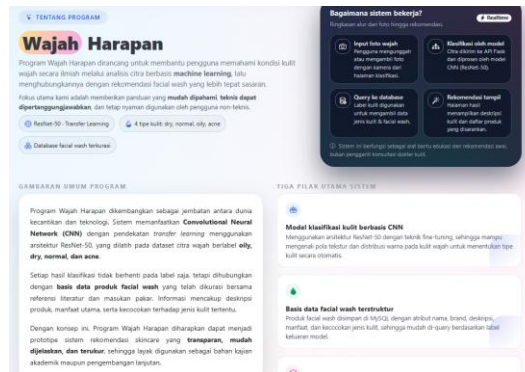 TENTANG PROGRAM
Wajah Harapan
Program Wajah Harapan dirancang untuk membantu pengguna memahami kondisi kulit
wajah secara ilmiah melalui analisis citra berbasis machine learning, lalu
menghubungkannya dengan rekomendasi facial wash yang lebih tepat sasaran.
Fokus utama kami adalah memberikan panduan yang mudah dipahami, teknis dapat
dipertanggungjawabkan, dan tetap nyaman digunakan oleh pengguna non-teknis.
ResNet-50 · Transfer Learning
4 tipe kulit: dry, normal, oily, acne
Database facial wash terkurasi
Bagaimana sistem bekerja?
Ringkasan alur dari foto hingga rekomendasi.
Realtime
Input foto wajah
Pengguna mengunggah
atau mengambil foto
dengan kamera dari
halaman klasifikasi.
Klasifikasi oleh model
Citra dikirim ke API Flask
dan diproses oleh model
CNN (ResNet-50).
Query ke database
Label kulit digunakan
untuk mengambil data
jenis kulit & facial wash.
Rekomendasi tampil
Halaman hasil
menampilkan deskripsi
kulit dan daftar produk
yang disarankan.
Sistem ini berfungsi sebagai alat bantu edukasi dan rekomendasi awal,
bukan pengganti konsultasi dokter kulit.
GAMBARAN UMUM PROGRAM
Program Wajah Harapan dikembangkan sebagai jembatan antara dunia
kecantikan dan teknologi. Sistem memanfaatkan Convolutional Neural
Network (CNN) dengan pendekatan transfer learning menggunakan
arsitektur ResNet-50, yang dilatih pada dataset citra wajah berlabel oily,
dry, normal, dan acne.
Setiap hasil klasifikasi tidak berhenti pada label saja, tetapi dihubungkan
dengan basis data produk facial wash yang telah dikurasi bersama
referensi literatur dan masukan pakar. Informasi mencakup deskripsi
produk, manfaat utama, serta kecocokan terhadap jenis kulit tertentu.
Dengan konsep ini, Program Wajah Harapan diharapkan dapat menjadi
prototipe sistem rekomendasi skincare yang transparan, mudah
dijelaskan, dan terukur, sehingga layak digunakan sebagai bahan kajian
akademik maupun pengembangan lanjutan.
TIGA PILAR UTAMA SISTEM
Model klasifikasi kulit berbasis CNN
Menggunakan arsitektur ResNet-50 dengan teknik fine-tuning, sehingga mampu
mengenali pola tekstur dan distribusi warna pada kulit wajah untuk menentukan tipe
kulit secara otomatis.
Basis data facial wash terstruktur
Produk facial wash disimpan di MySQL dengan atribut nama, brand, deskripsi,
manfaat, dan kecocokan jenis kulit, sehingga mudah di-query berdasarkan label
keluaran model.